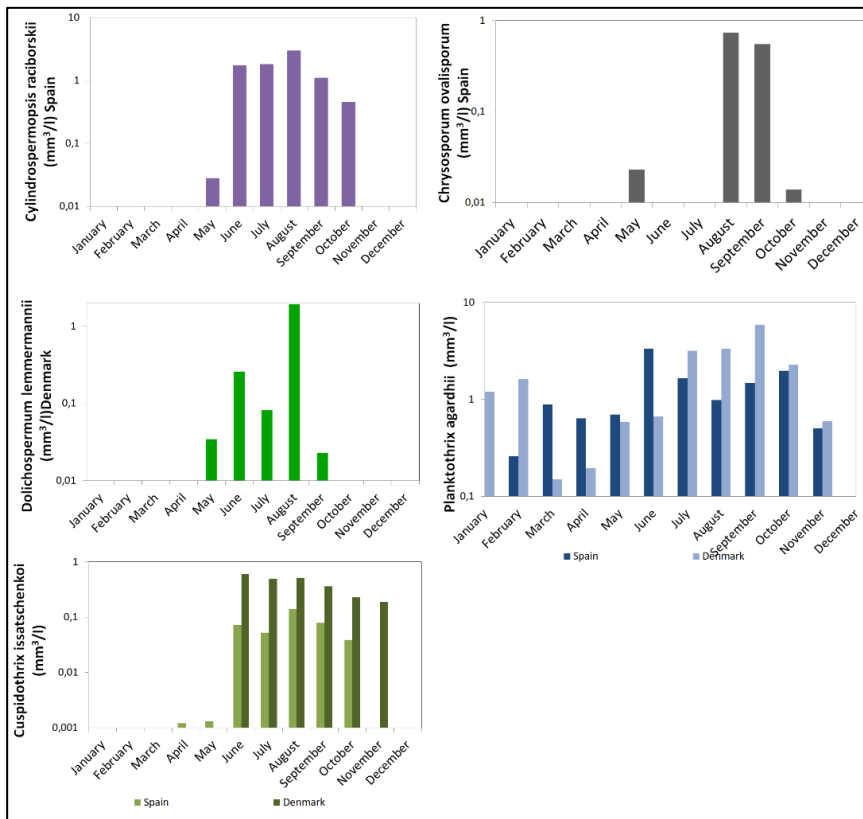 Cylindrospermopsis raciborskii
(mm³/l) Spain
10
1
0,1
0,01
January
February
March
April
May
June
July
August
September
October
November
December
Chrysosporum ovalisporum
(mm³/l) Spain
1
0,1
0,01
January
February
March
April
May
June
July
August
September
October
November
December
Dolichospermum lemmermannii
(mm³/l)Denmark
1
0,1
0,01
January
February
March
April
May
June
July
August
September
October
November
December
Planktothrix agardhii (mm³/l)
10
1
0,1
January
February
March
April
May
June
July
August
September
October
November
December
Spain
Denmark
Cuspidothrix issatschenkoi
(mm³/l)
1
0,1
0,01
0,001
January
February
March
April
May
June
July
August
September
October
November
December
Spain
Denmark